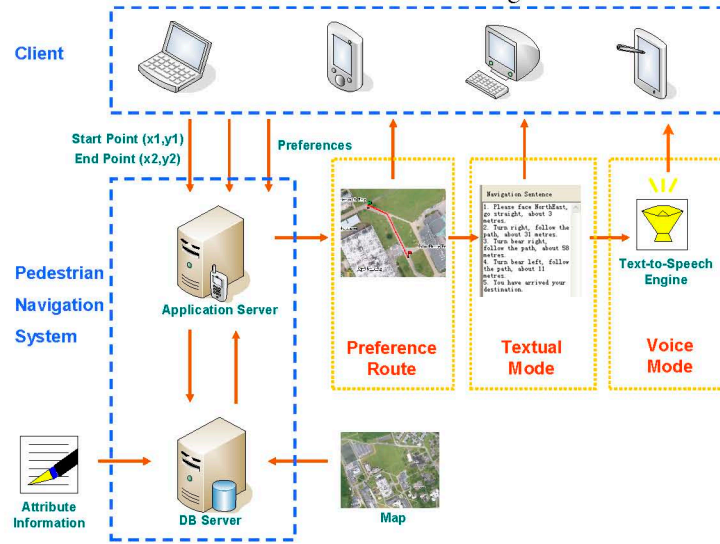 Client
Start Point (x1,y1)
End Point (x2,y2)
Preferences
Navigation Sentence
1. Please face NorthEast,
go straight, about 3
metres.
2. Turn right, follow the
path, about 31 metres.
3. Turn bear right,
follow the path, about 58
metres.
4. Turn bear left, follow
the path, about 11
metres.
5. You have arrived your
destination.
Text-to-Speech
Engine
Pedestrian
Navigation
System
Application Server
Preference
Route
Textual
Mode
Voice
Mode
Attribute
Information
DB Server
Map